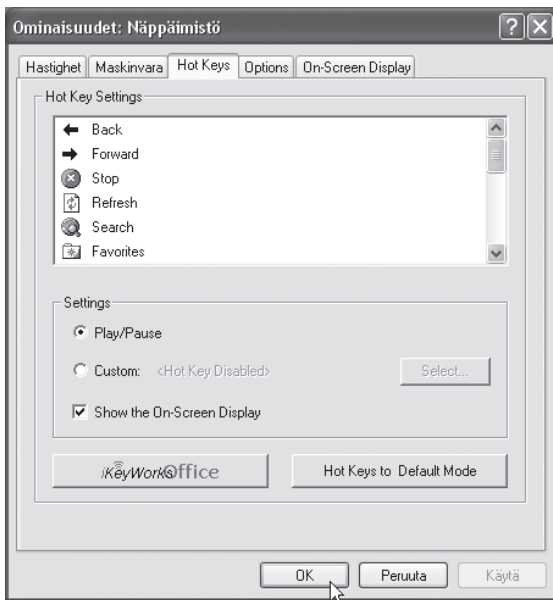 Ominaisuudet: Näppäimistö
Hastighet Maskinvara Hot Keys Options On-Screen Display
Hot Key Settings
Back
Forward
Stop
Refresh
Search
Favorites
Settings
Play/Pause
Custom: <Hot Key Disabled> Select...
Show the On-Screen Display
iKeyWorksOffice Hot Keys to Default Mode
OK Peruuta Käytä